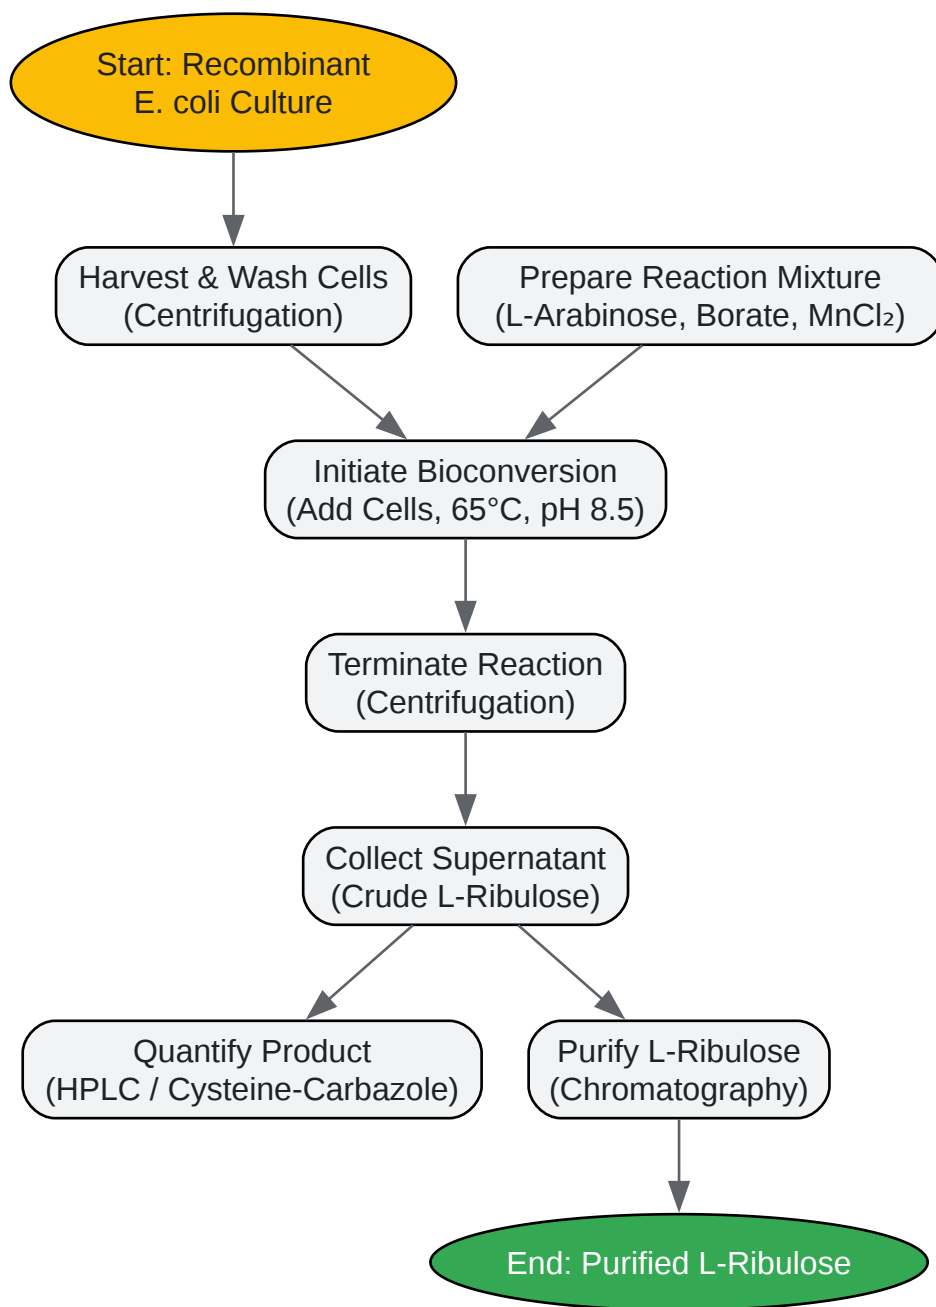 Start: Recombinant
E. coli Culture
Harvest & Wash Cells
(Centrifugation)
Prepare Reaction Mixture
(L-Arabinose, Borate, MnCl₂)
Initiate Bioconversion
(Add Cells, 65°C, pH 8.5)
Terminate Reaction
(Centrifugation)
Collect Supernatant
(Crude L-Ribulose)
Quantify Product
(HPLC / Cysteine-Carbazole)
Purify L-Ribulose
(Chromatography)
End: Purified L-Ribulose